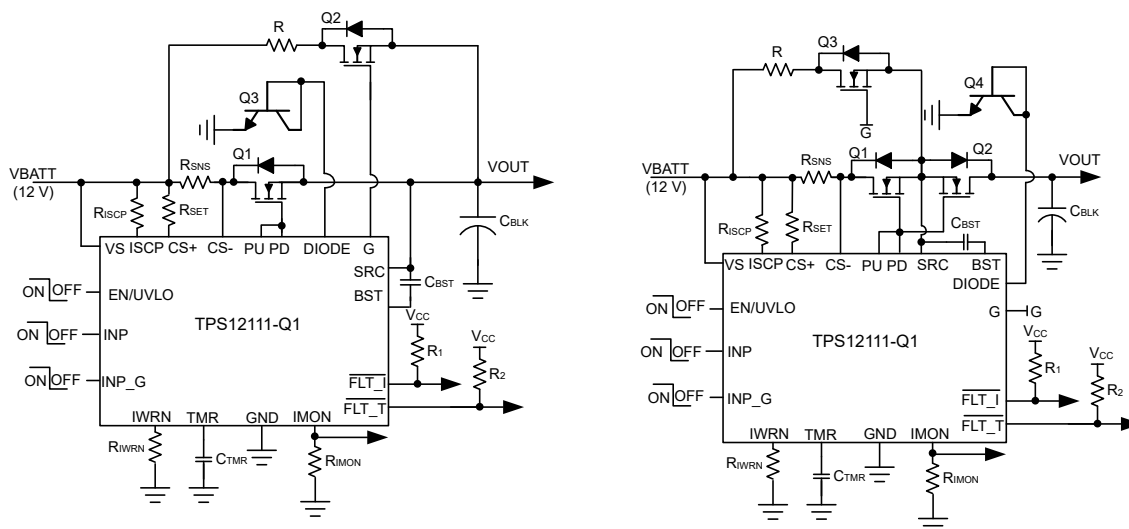 Q2
R
Q3
RSNS
Q1
VBATT
(12 V)
VOUT
RISCP
RSET
CBLK
VS
ISCP
CS+
CS-
PU
PD
DIODE
G
SRC
CBST
BST
ON
OFF
EN/UVLO
TPS12111-Q1
ON
OFF
INP
VCC
VCC
R1
R2
ON
OFF
INP_G
FLT_I
FLT_T
IWRN
TMR
GND
IMON
RIWRN
CTMR
RIMON
Q3
R
Q4
G
RSNS
Q1
Q2
VBATT
(12 V)
VOUT
RISCP
RSET
CBST
CBLK
VS
ISCP
CS+
CS-
PU
PD
SRC
BST
DIODE
ON
OFF
EN/UVLO
G
G
TPS12111-Q1
VCC
ON
OFF
INP
R1
VCC
R2
ON
OFF
INP_G
FLT_I
FLT_T
IWRN
TMR
GND
IMON
RIWRN
CTMR
RIMON